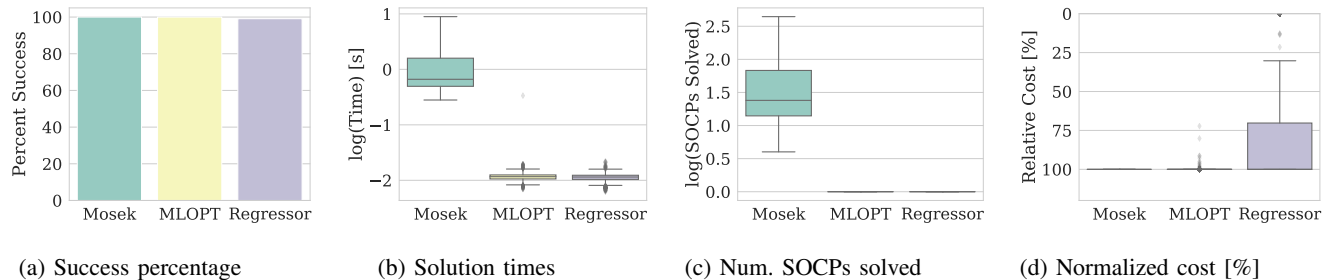 Percent Success
100
80
60
40
20
0
Mosek MLOPT Regressor
(a) Success percentage
log(Time) [s]
1
0
−1
−2
Mosek MLOPT Regressor
(b) Solution times
log(SOCPs Solved)
2.5
2.0
1.5
1.0
0.5
0.0
Mosek MLOPT Regressor
(c) Num. SOCPs solved
Relative Cost [%]
0
25
50
75
100
Mosek MLOPT Regressor
(d) Normalized cost [%]